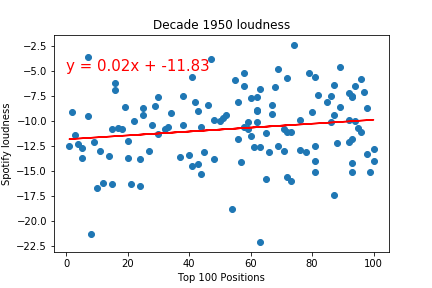 Decade 1950 loudness
y = 0.02x + -11.83
Spotify loudness
−2.5
−5.0
−7.5
−10.0
−12.5
−15.0
−17.5
−20.0
−22.5
0 20 40 60 80 100
Top 100 Positions